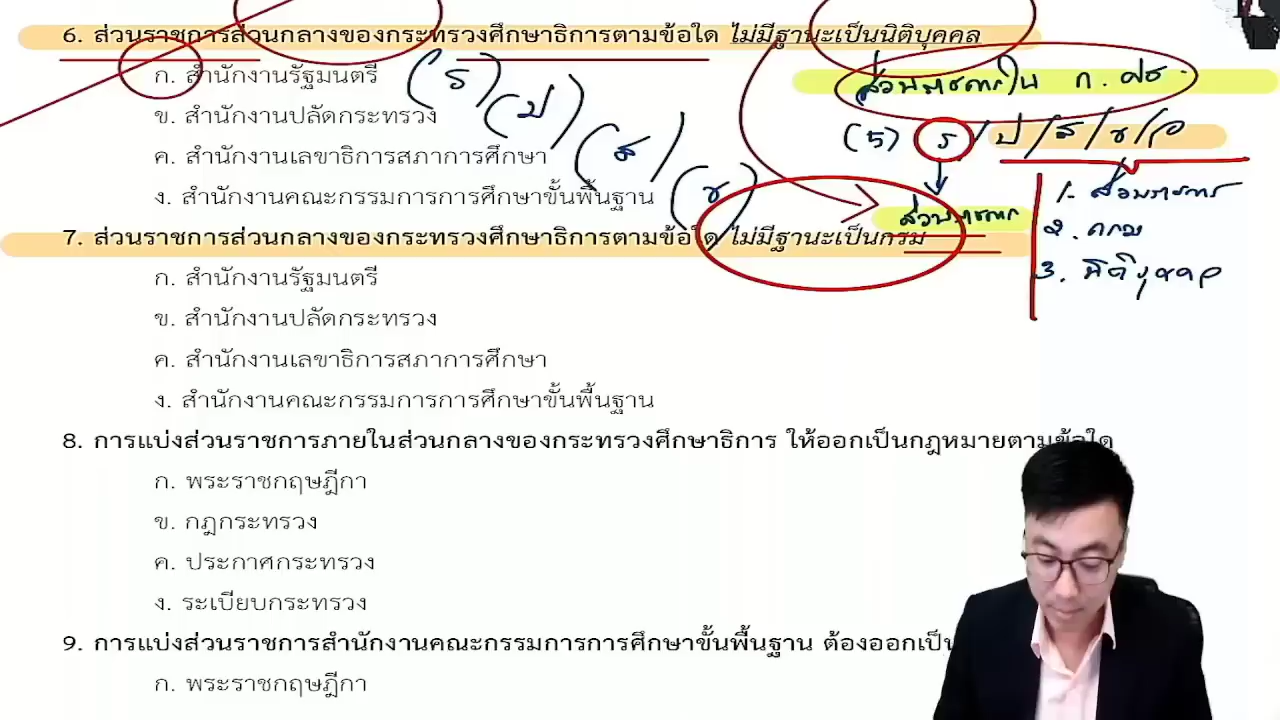 6. ส่วนราชการส่วนกลางของกระทรวงศึกษาธิการตามข้อใด ไม่มีฐานะเป็นนิติบุคคล
ก. สำนักงานรัฐมนตรี
ข. สำนักงานปลัดกระทรวง
ค. สำนักงานเลขาธิการสภาการศึกษา
ง. สำนักงานคณะกรรมการการศึกษาขั้นพื้นฐาน
(ร)
(ป)
(ส)
(ข)
ส่วนราชการใน ก. ศธ.
(5) ร / ป / ส / ข / อ
ส่วนราชการ
1. ส่วนราชการ
2. กรม
3. นิติบุคคล
7. ส่วนราชการส่วนกลางของกระทรวงศึกษาธิการตามข้อใด ไม่มีฐานะเป็นกรม
ก. สำนักงานรัฐมนตรี
ข. สำนักงานปลัดกระทรวง
ค. สำนักงานเลขาธิการสภาการศึกษา
ง. สำนักงานคณะกรรมการการศึกษาขั้นพื้นฐาน
8. การแบ่งส่วนราชการภายในส่วนกลางของกระทรวงศึกษาธิการ ให้ออกเป็นกฎหมายตามข้อใด
ก. พระราชกฤษฎีกา
ข. กฎกระทรวง
ค. ประกาศกระทรวง
ง. ระเบียบกระทรวง
9. การแบ่งส่วนราชการสำนักงานคณะกรรมการการศึกษาขั้นพื้นฐาน ต้องออกเป็น
ก. พระราชกฤษฎีกา